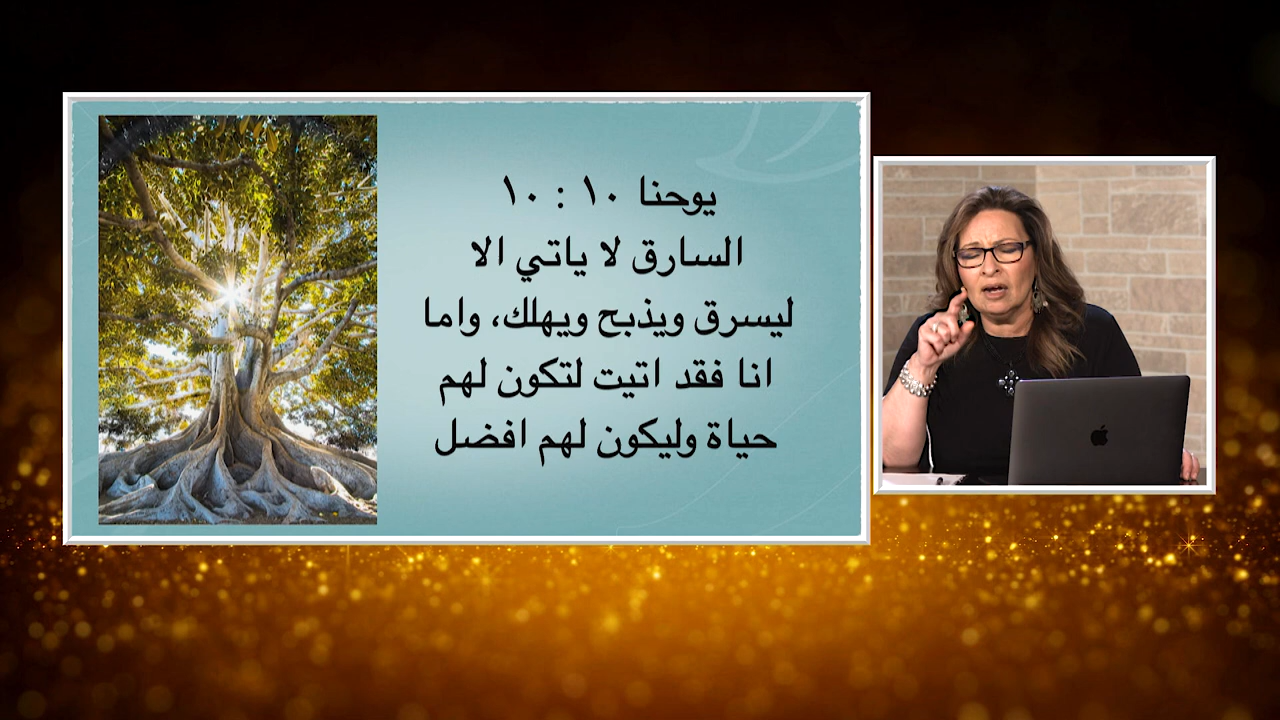 يوحنا ١٠ : ١٠
السارق لا ياتي الا
ليسرق ويذبح ويهلك، واما
انا فقد اتيت لتكون لهم
حياة وليكون لهم افضل